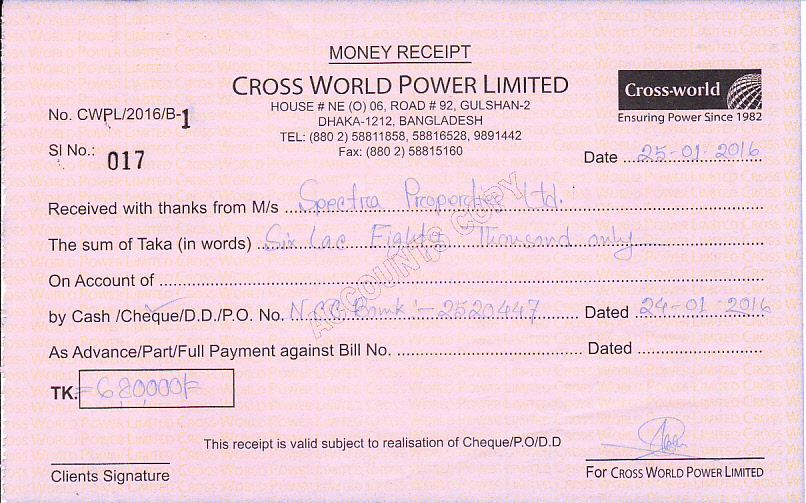 MONEY RECEIPT
CROSS WORLD POWER LIMITED
HOUSE # NE (O) 06, ROAD # 92, GULSHAN-2
DHAKA-1212, BANGLADESH
TEL: (880 2) 58811858, 58816528, 9891442
Fax: (880 2) 58815160
Cross-world
Ensuring Power Since 1982
No. CWPL/2016/B-1
Sl No.: 017
Date 25-01-2016
Received with thanks from M/s Spectra Properties Ltd.
The sum of Taka (in words) Six Lac Eighty Thousand only
On Account of
by Cash /Cheque/D.D./P.O. No. NCC Bank :- 2520447 Dated 24-01-2016
As Advance/Part/Full Payment against Bill No. Dated
ACCOUNTS COPY
TK. = 680000/=
This receipt is valid subject to realisation of Cheque/P.O/D.D
Clients Signature
For CROSS WORLD POWER LIMITED